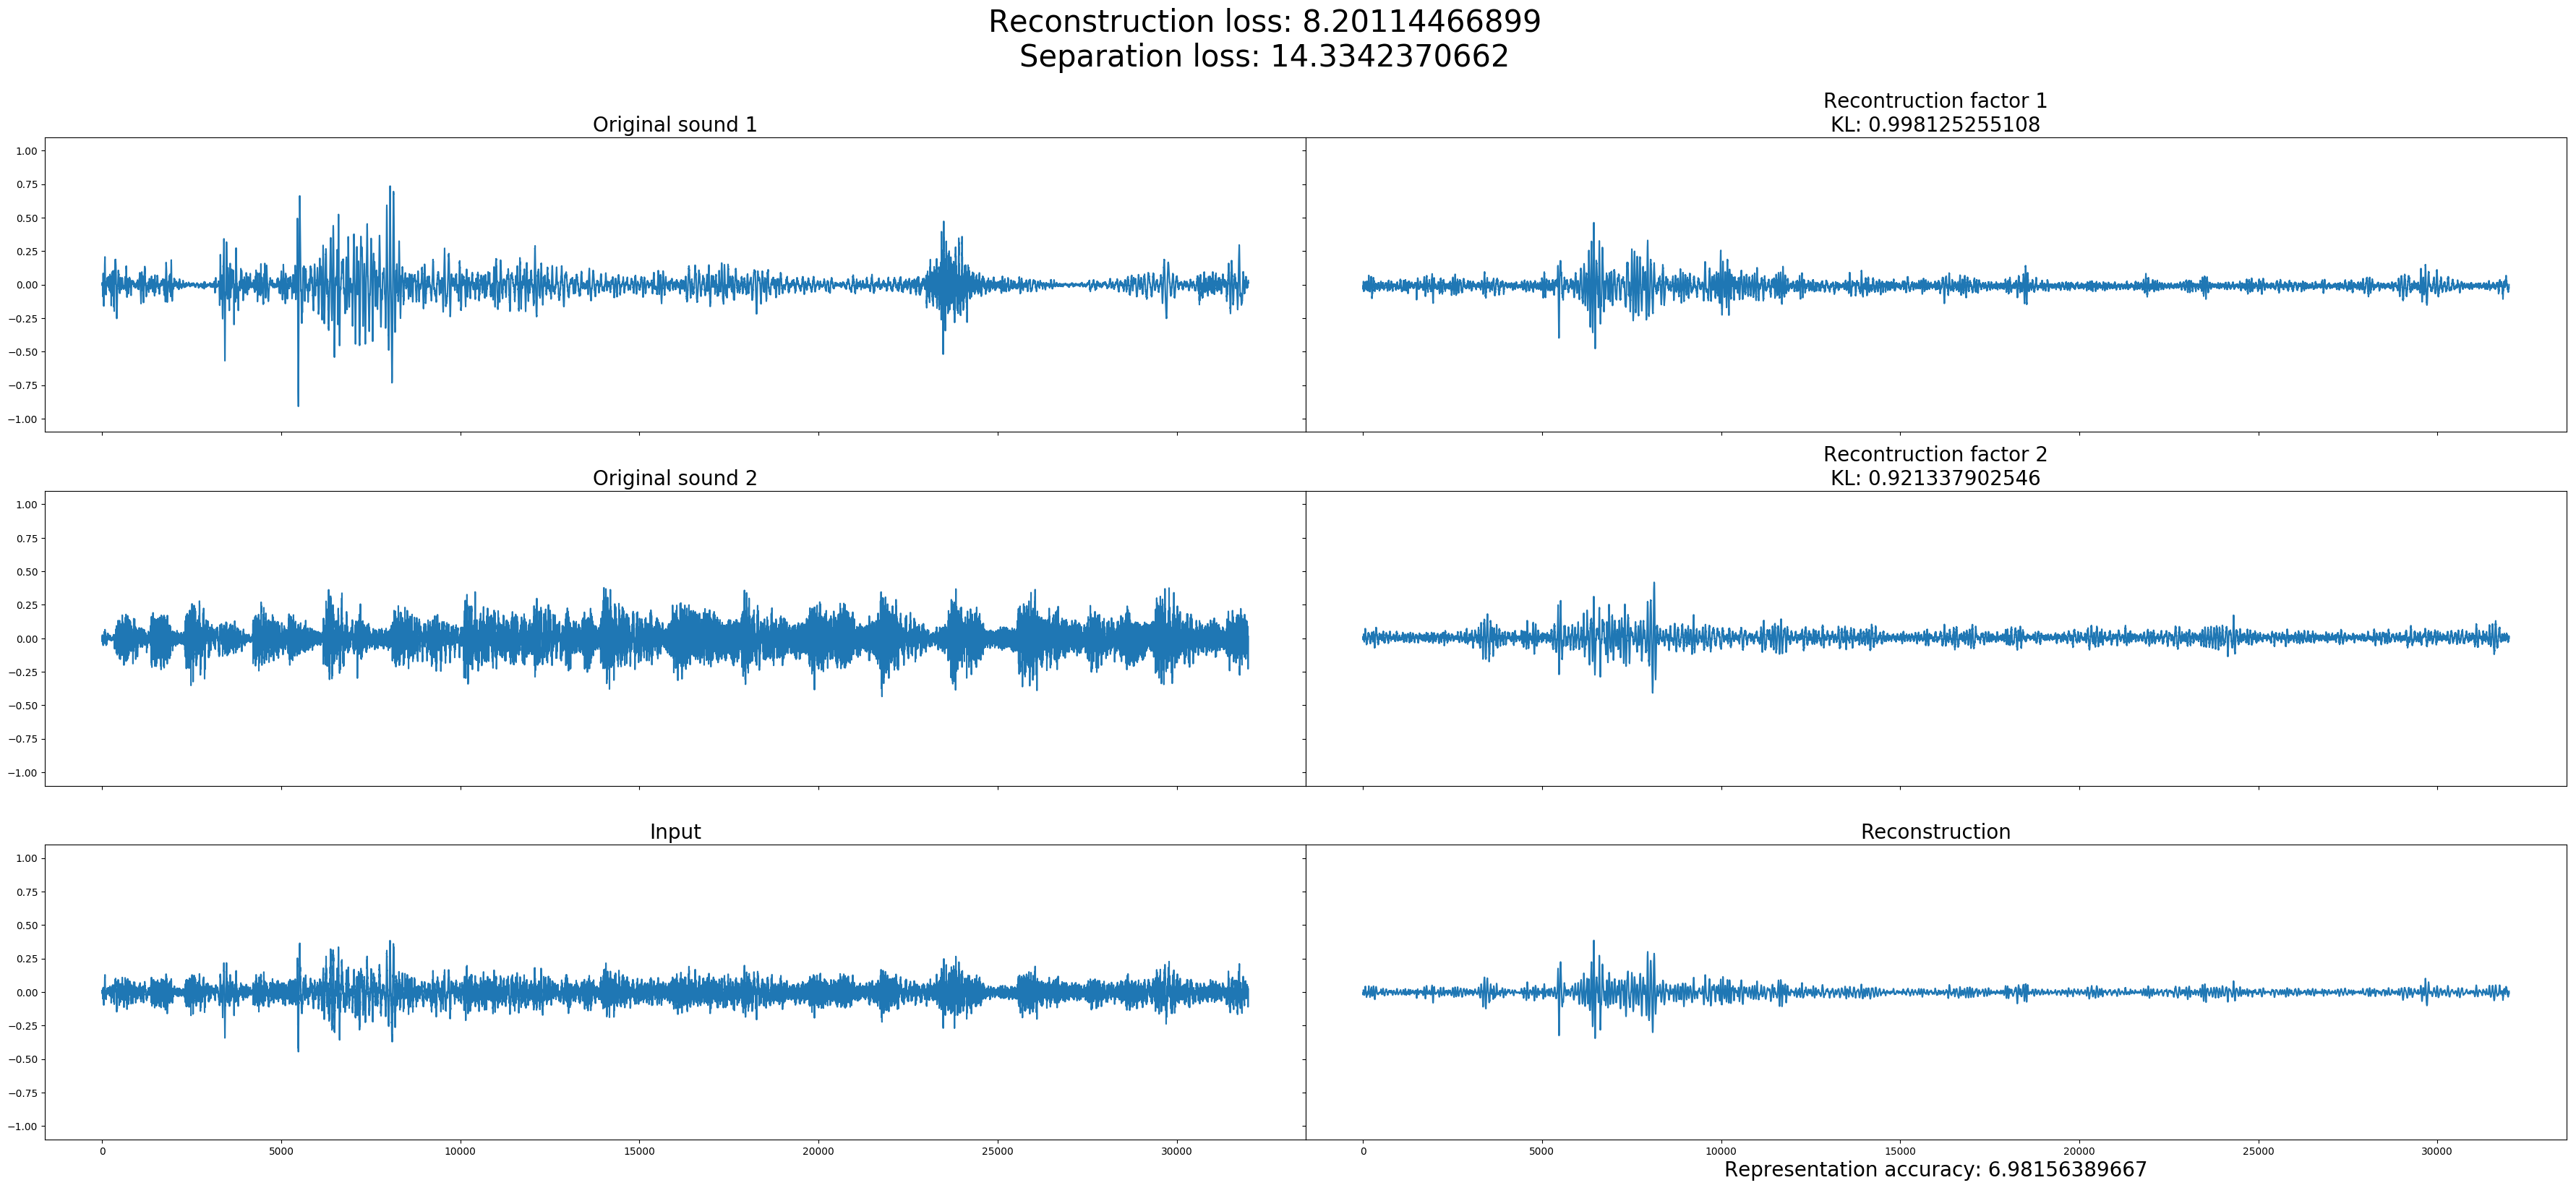 Reconstruction loss: 8.20114466899
Separation loss: 14.3342370662
Original sound 1
Recontruction factor 1
KL: 0.998125255108
1.00
0.75
0.50
0.25
0.00
−0.25
−0.50
−0.75
−1.00
Original sound 2
Recontruction factor 2
KL: 0.921337902546
1.00
0.75
0.50
0.25
0.00
−0.25
−0.50
−0.75
−1.00
Input
Reconstruction
1.00
0.75
0.50
0.25
0.00
−0.25
−0.50
−0.75
−1.00
0 5000 10000 15000 20000 25000 30000
0 5000 10000 15000 20000 25000 30000
Representation accuracy: 6.98156389667